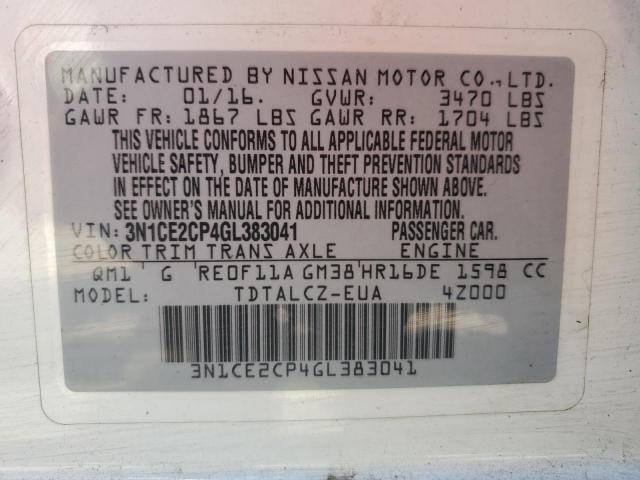 MANUFACTURED BY NISSAN MOTOR CO., LTD.
DATE: 01/16. GVWR: 3470 LBS
GAWR FR: 1867 LBS GAWR RR: 1704 LBS
THIS VEHICLE CONFORMS TO ALL APPLICABLE FEDERAL MOTOR
VEHICLE SAFETY, BUMPER AND THEFT PREVENTION STANDARDS
IN EFFECT ON THE DATE OF MANUFACTURE SHOWN ABOVE.
SEE OWNER'S MANUAL FOR ADDITIONAL INFORMATION.
VIN: 3N1CE2CP4GL383041 PASSENGER CAR.
COLOR TRIM TRANS AXLE ENGINE
QM1 G RE0F11A GM38 HR16DE 1598 CC
MODEL: TDTALCZ-EUA 4Z000
3N1CE2CP4GL383041